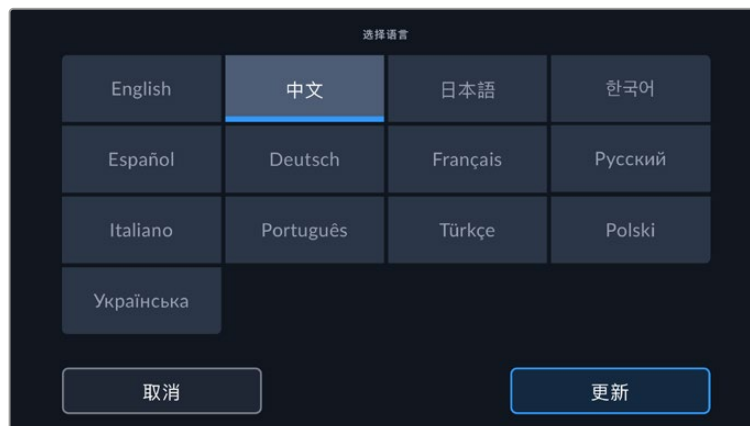 选择语言
English 中文 日本語 한국어
Español Deutsch Français Русский
Italiano Português Türkçe Polski
Українська
取消 更新